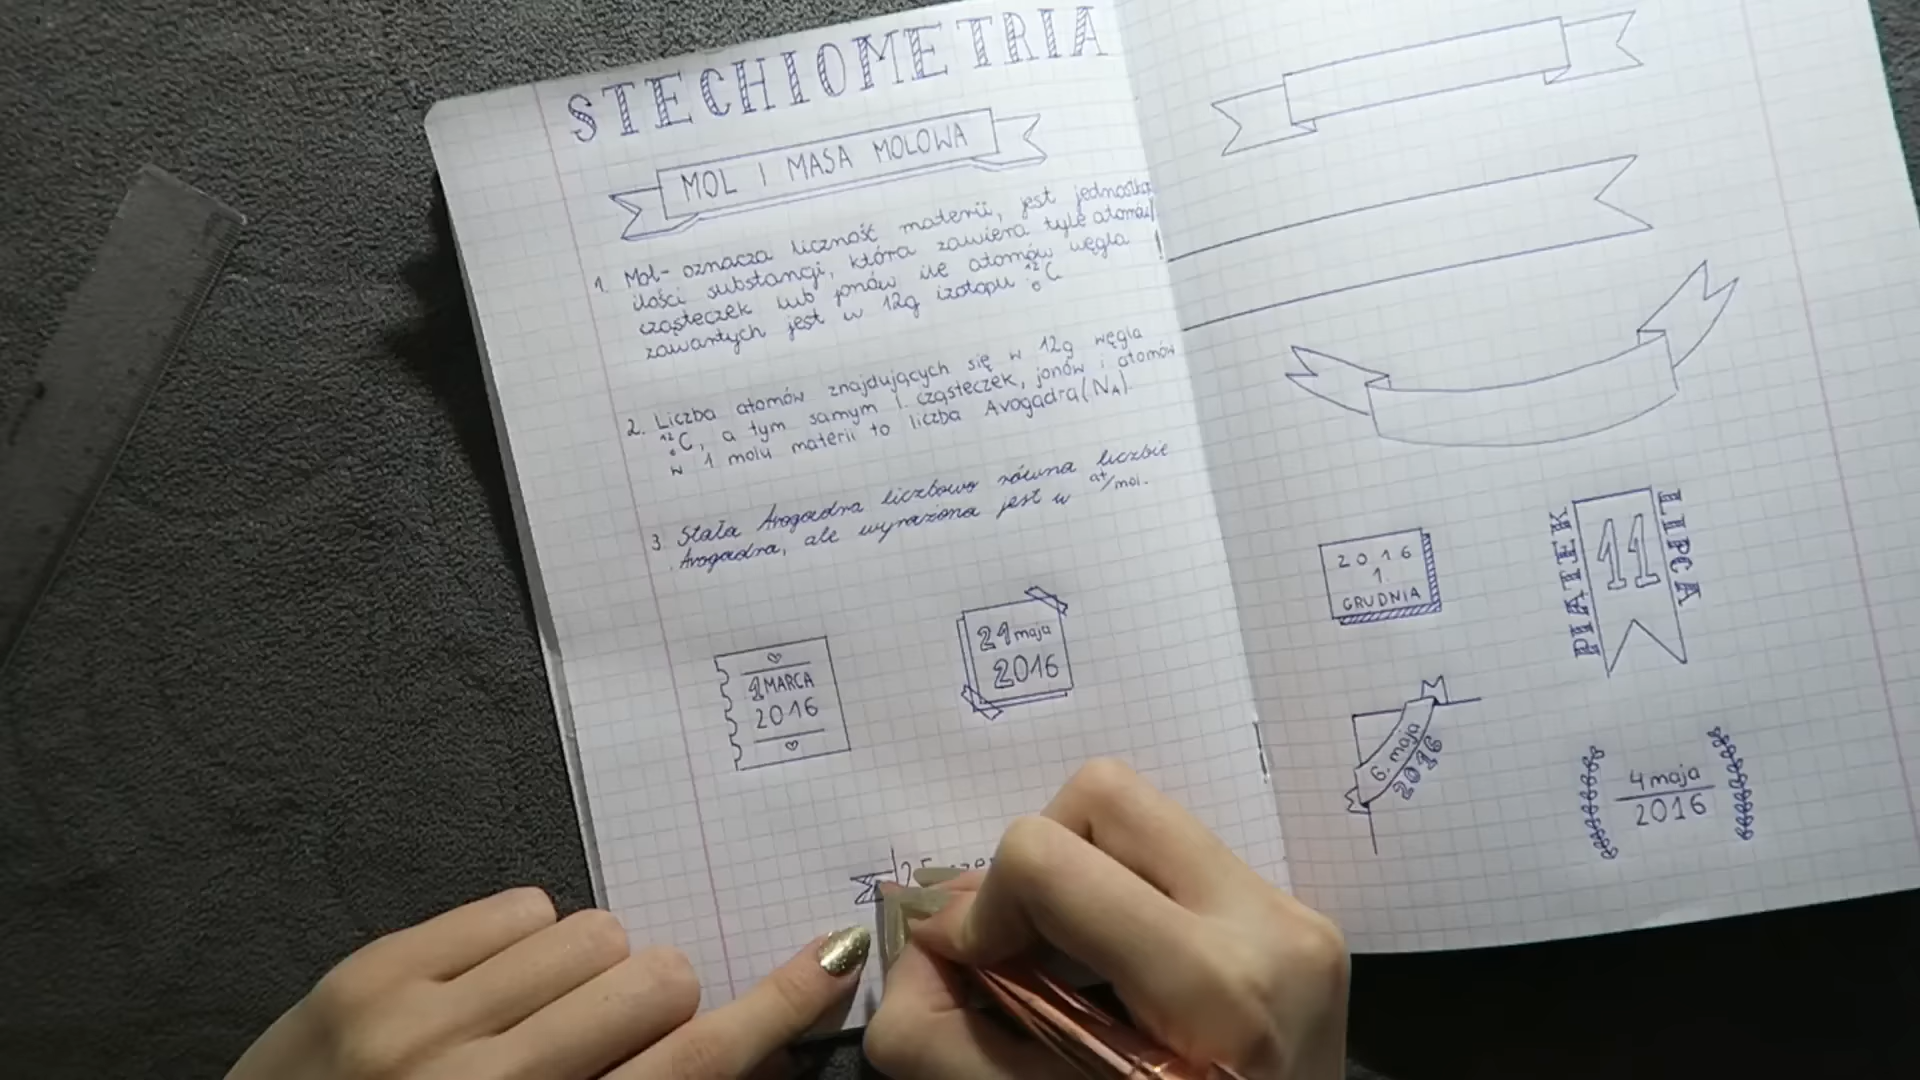 STECHIOMETRIA
MOL I MASA MOLOWA
1. Mol- oznacza liczność materii, jest jednostką
ilości substancji, która zawiera tyle atomów
cząsteczek lub jonów ile atomów węgla
zawartych jest w 12g izotopu ¹²₆C
2. Liczba atomów znajdujących się w 12g węgla
¹²₆C, a tym samym l. cząsteczek, jonów i atomów
w 1 molu materii to liczba Avogadra(N_A).
3. Stała Avogadra liczbowo równa liczbie
Avogadra, ale wyrażona jest w at/mol.
2 MARCA
2016
21 maja
2016
25
2016
1.
GRUDNIA
PIĄTEK
11
LIPCA
6. maja
2016
4 maja
2016